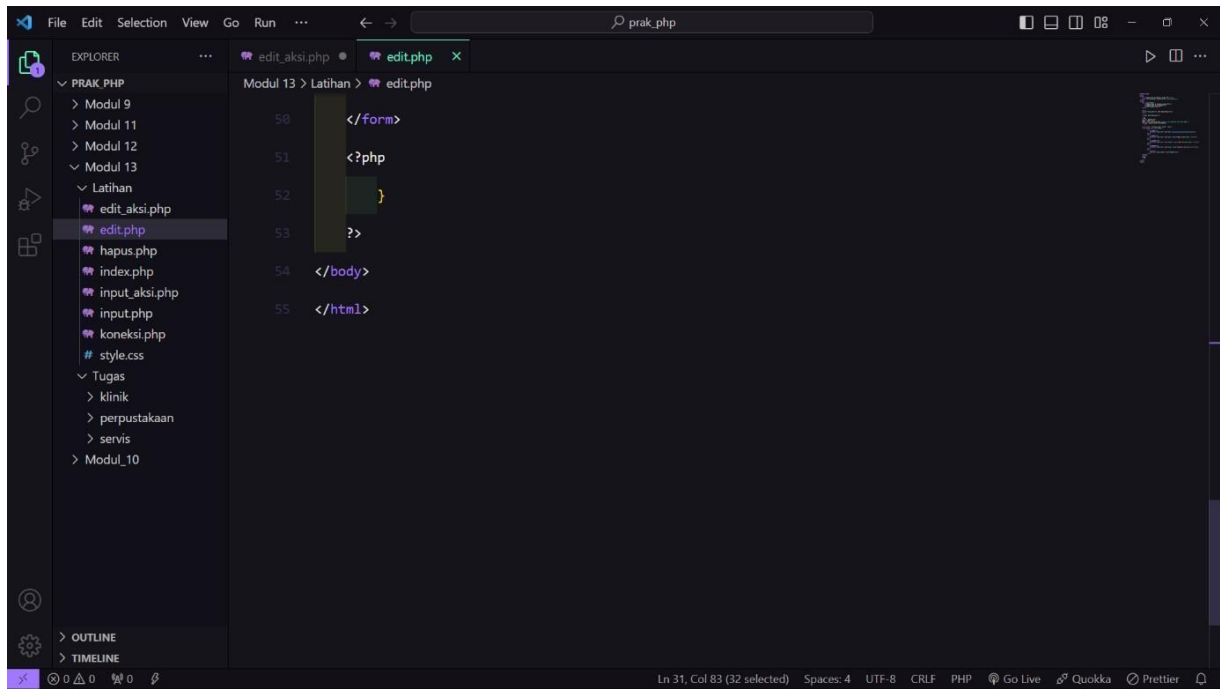 File Edit Selection View Go Run ··· prak_php
EXPLORER ···
PRAK_PHP
Modul 9
Modul 11
Modul 12
Modul 13
Latihan
edit_aksi.php
edit.php
hapus.php
index.php
input_aksi.php
input.php
koneksi.php
# style.css
Tugas
klinik
perpustakaan
servis
Modul_10
OUTLINE
TIMELINE
edit_aksi.php ● edit.php ×
Modul 13 > Latihan > edit.php
50 </form>
51 <?php
52 }
53 ?>
54 </body>
55 </html>
1
0 0 0 Ln 31, Col 83 (32 selected) Spaces: 4 UTF-8 CRLF PHP Go Live Quokka Prettier